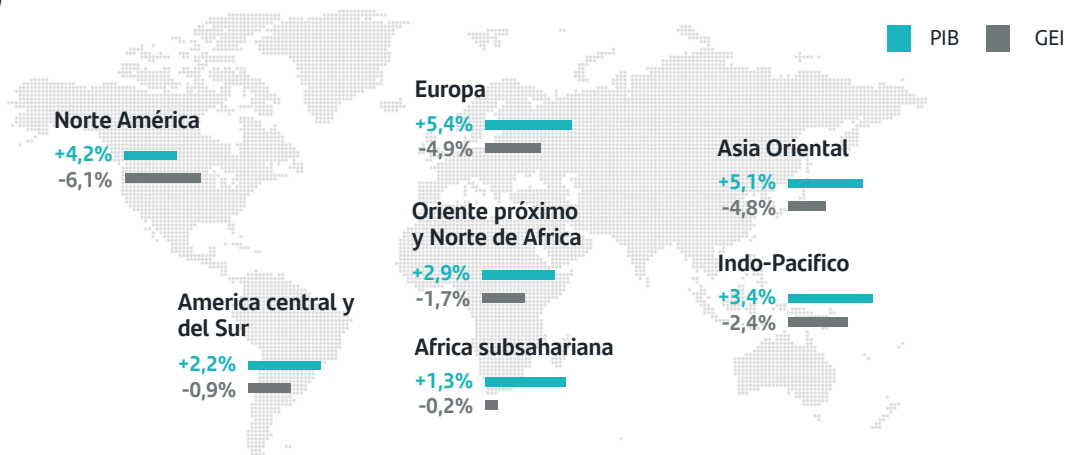 PIB
GEI
Norte América
+4,2%
-6,1%
Europa
+5,4%
-4,9%
Asia Oriental
+5,1%
-4,8%
Oriente próximo
y Norte de Africa
+2,9%
-1,7%
Indo-Pacifico
+3,4%
-2,4%
America central y
del Sur
+2,2%
-0,9%
Africa subsahariana
+1,3%
-0,2%